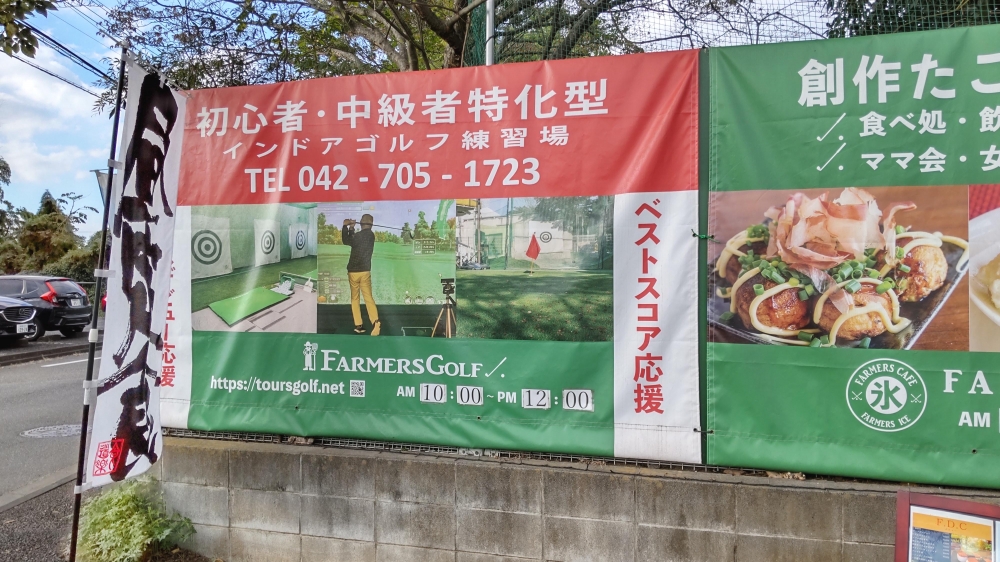 初心者・中級者特化型
インドアゴルフ練習場
TEL 042 - 705 - 1723
ベストスコア応援
FARMERSGOLF
https://toursgolf.net
AM 10 : 00 ~ PM 12 : 00
応援
創作たこ
食べ処・飲
ママ会・女
FARMERS CAFE
氷
FARMERS ICE
FA
AM
F.D.C